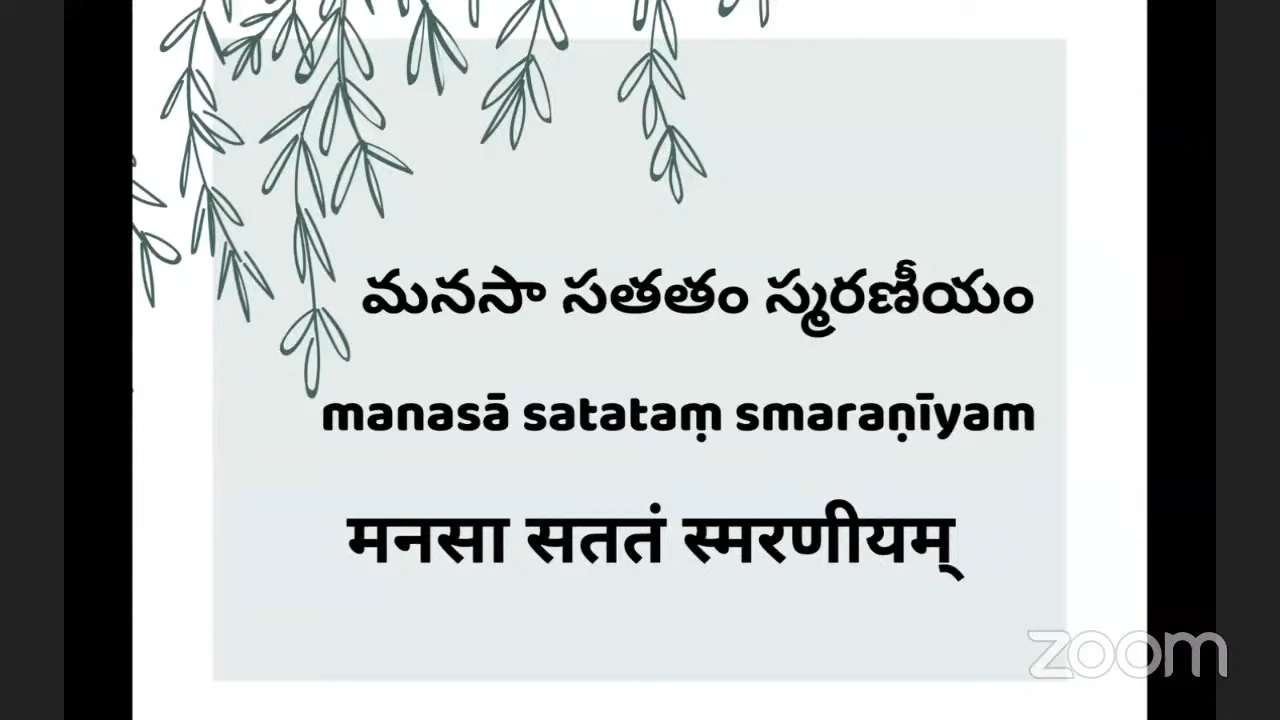 మనసా సతతం స్మరణీయం
manasā satataṃ smaraṇīyam
मनसा सततं स्मरणीयम्
zoom